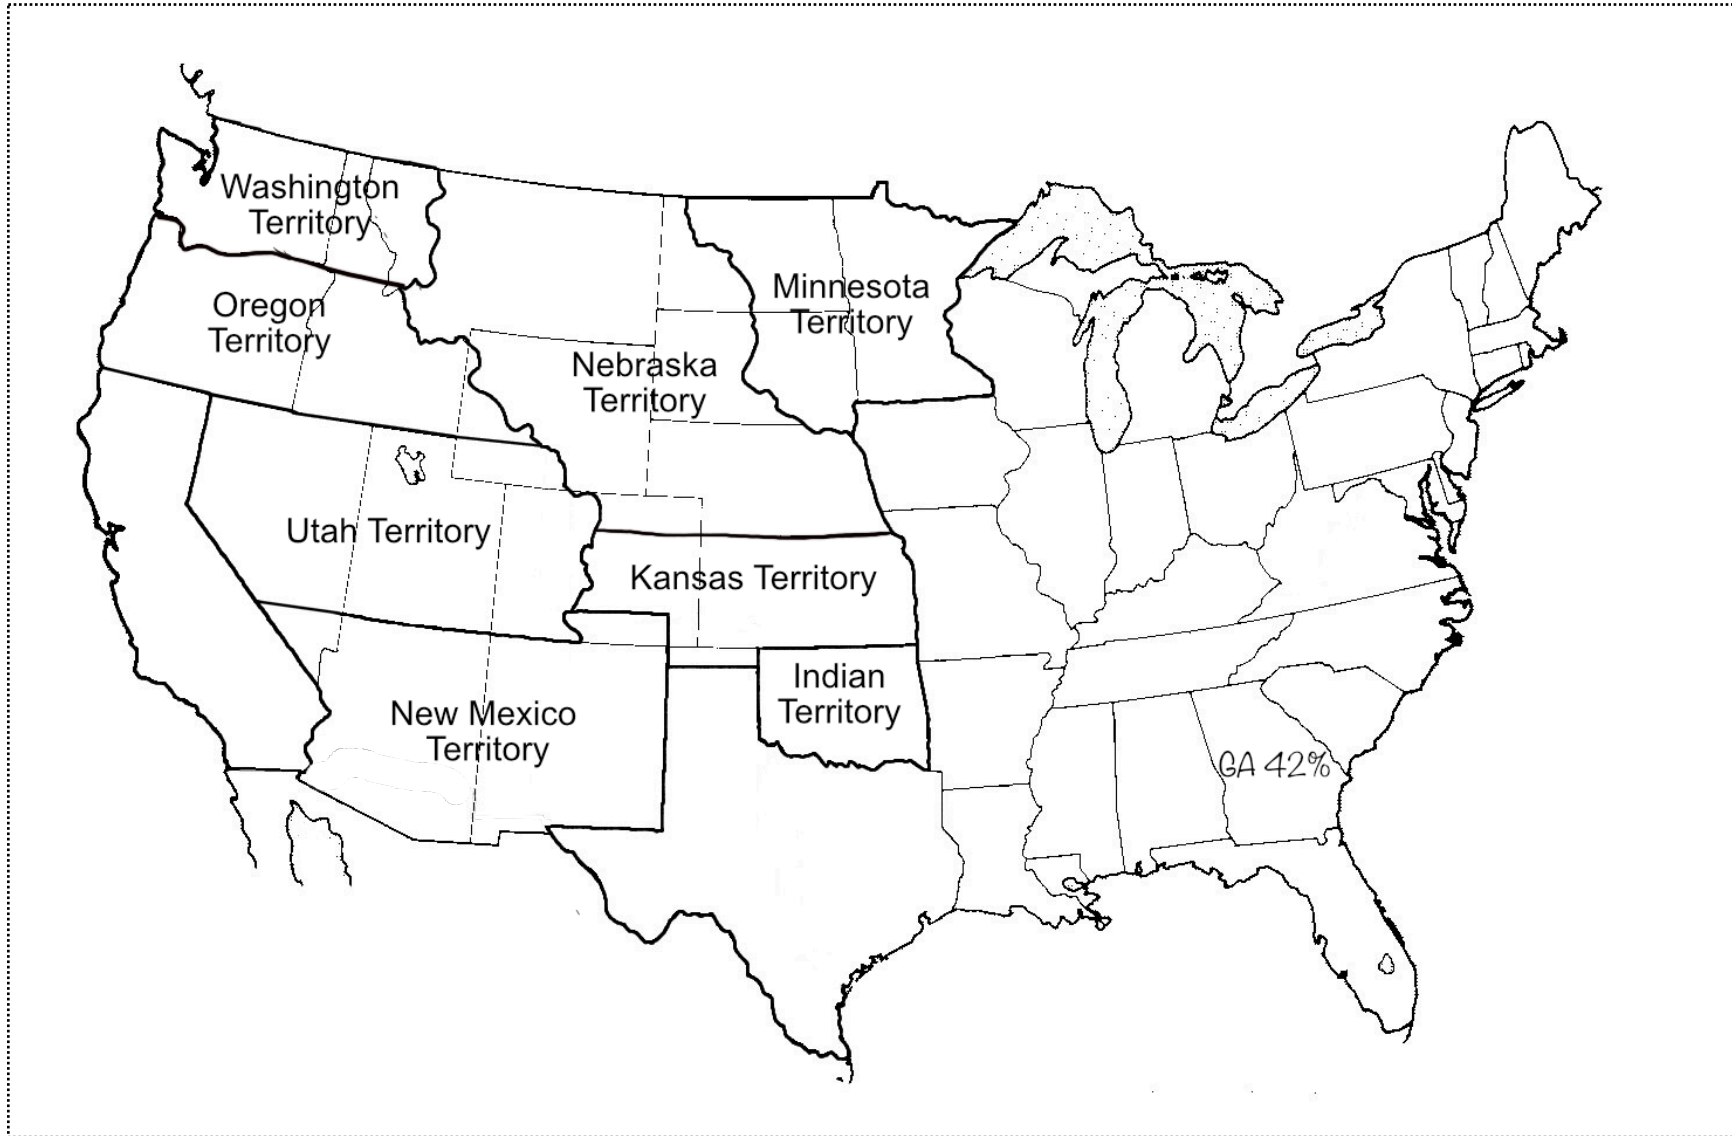 Washington
Territory
Oregon
Territory
Minnesota
Territory
Nebraska
Territory
Utah Territory
Kansas Territory
Indian
Territory
New Mexico
Territory
GA 42%